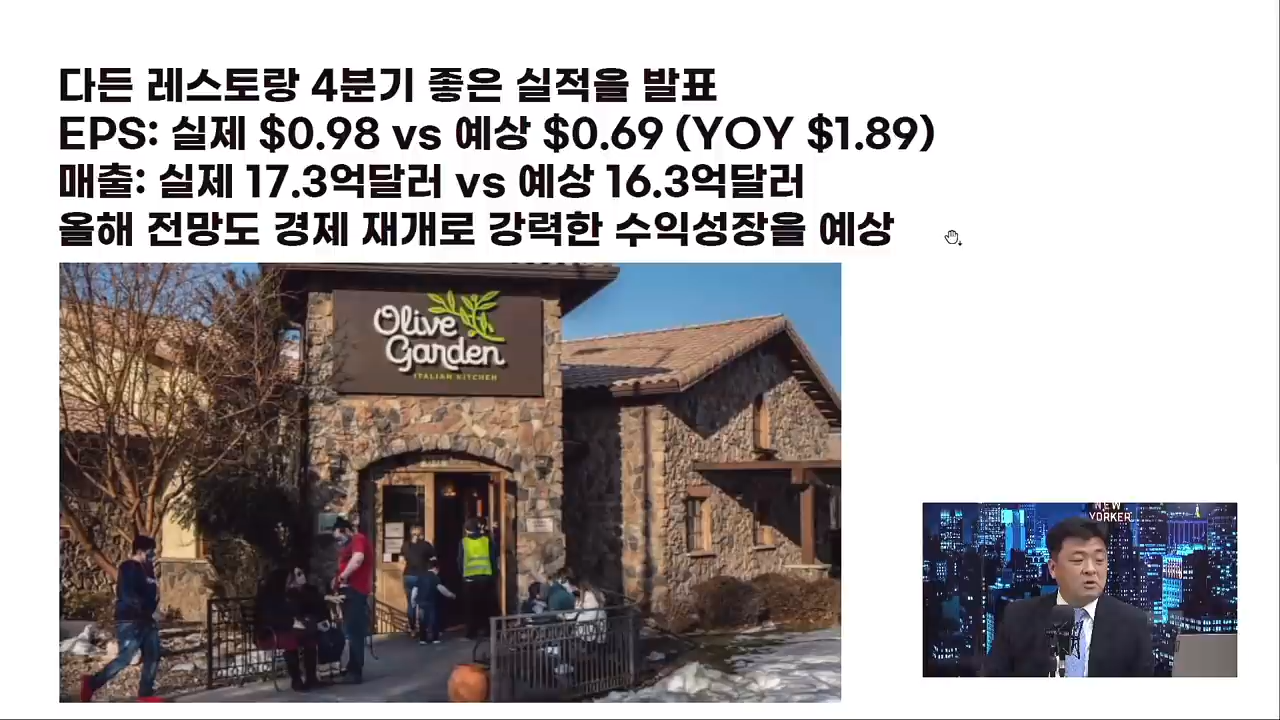 다든 레스토랑 4분기 좋은 실적을 발표
EPS: 실제 $0.98 vs 예상 $0.69 (YOY $1.89)
매출: 실제 17.3억달러 vs 예상 16.3억달러
올해 전망도 경제 재개로 강력한 수익성장을 예상
Olive
Garden
ITALIAN KITCHEN
NEW
YORKER